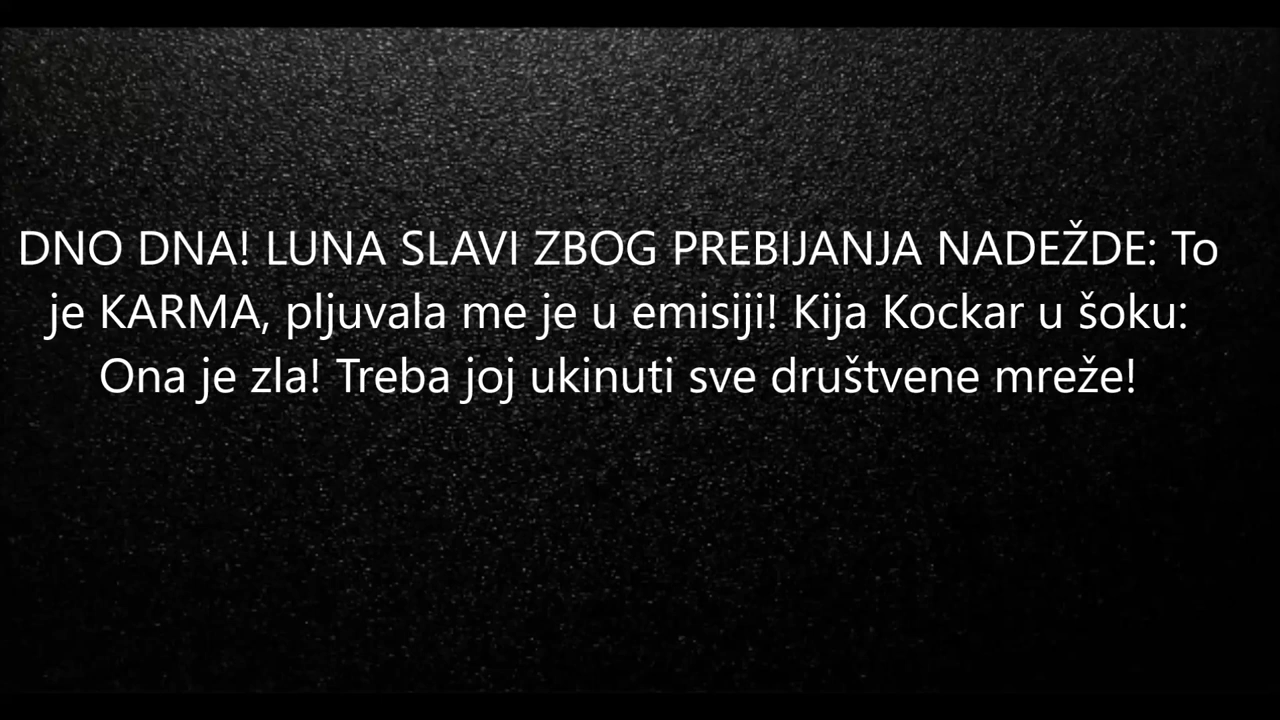 DNO DNA! LUNA SLAVI ZBOG PREBIJANJA NADEŽDE: To
je KARMA, pljuvala me je u emisiji! Kija Kockar u šoku:
Ona je zla! Treba joj ukinuti sve društvene mreže!